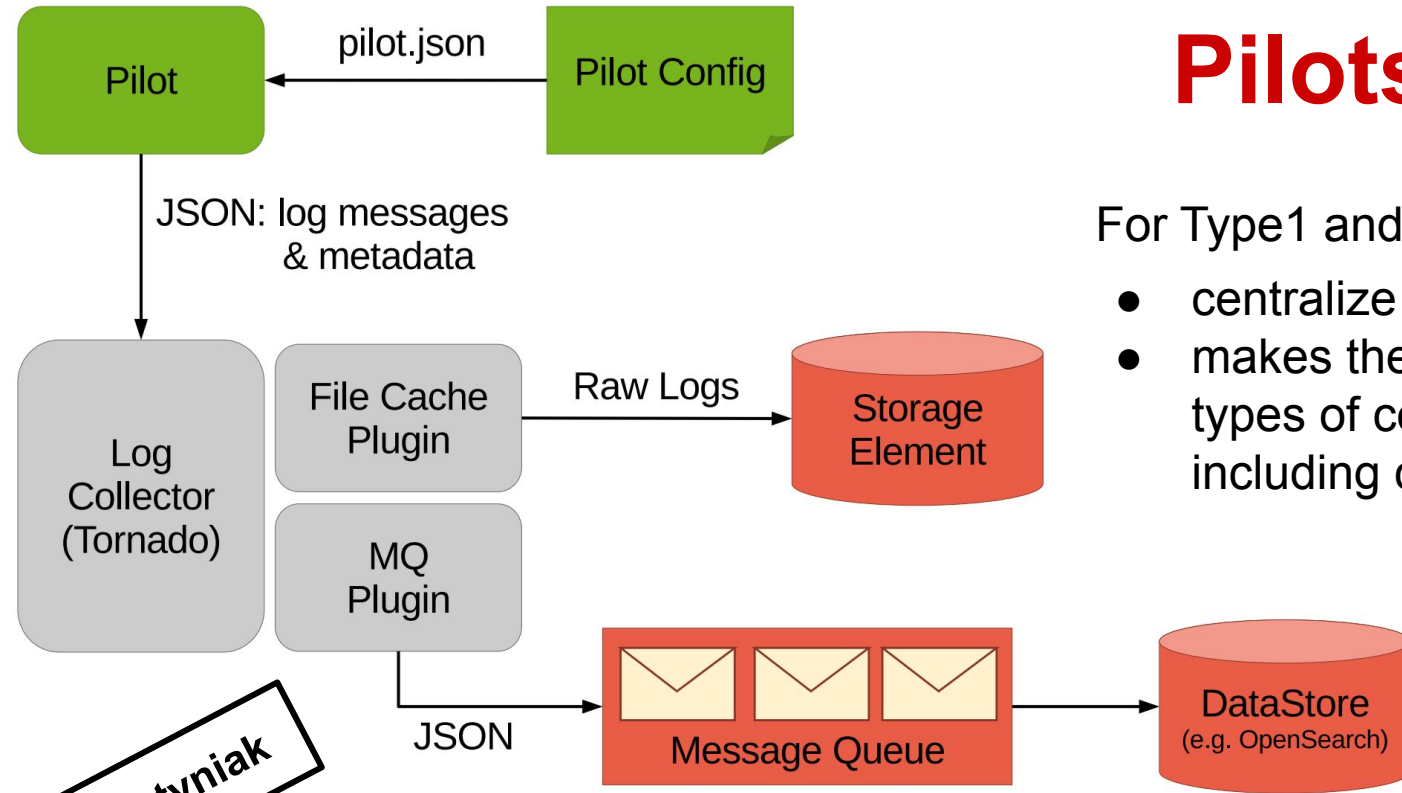 Pilot
pilot.json
Pilot Config
JSON: log messages
& metadata
Log
Collector
(Tornado)
File Cache
Plugin
Raw Logs
Storage
Element
MQ
Plugin
JSON
Message Queue
DataStore
(e.g. OpenSearch)
Pilots
For Type1 and
● centralize
● makes the
types of
including